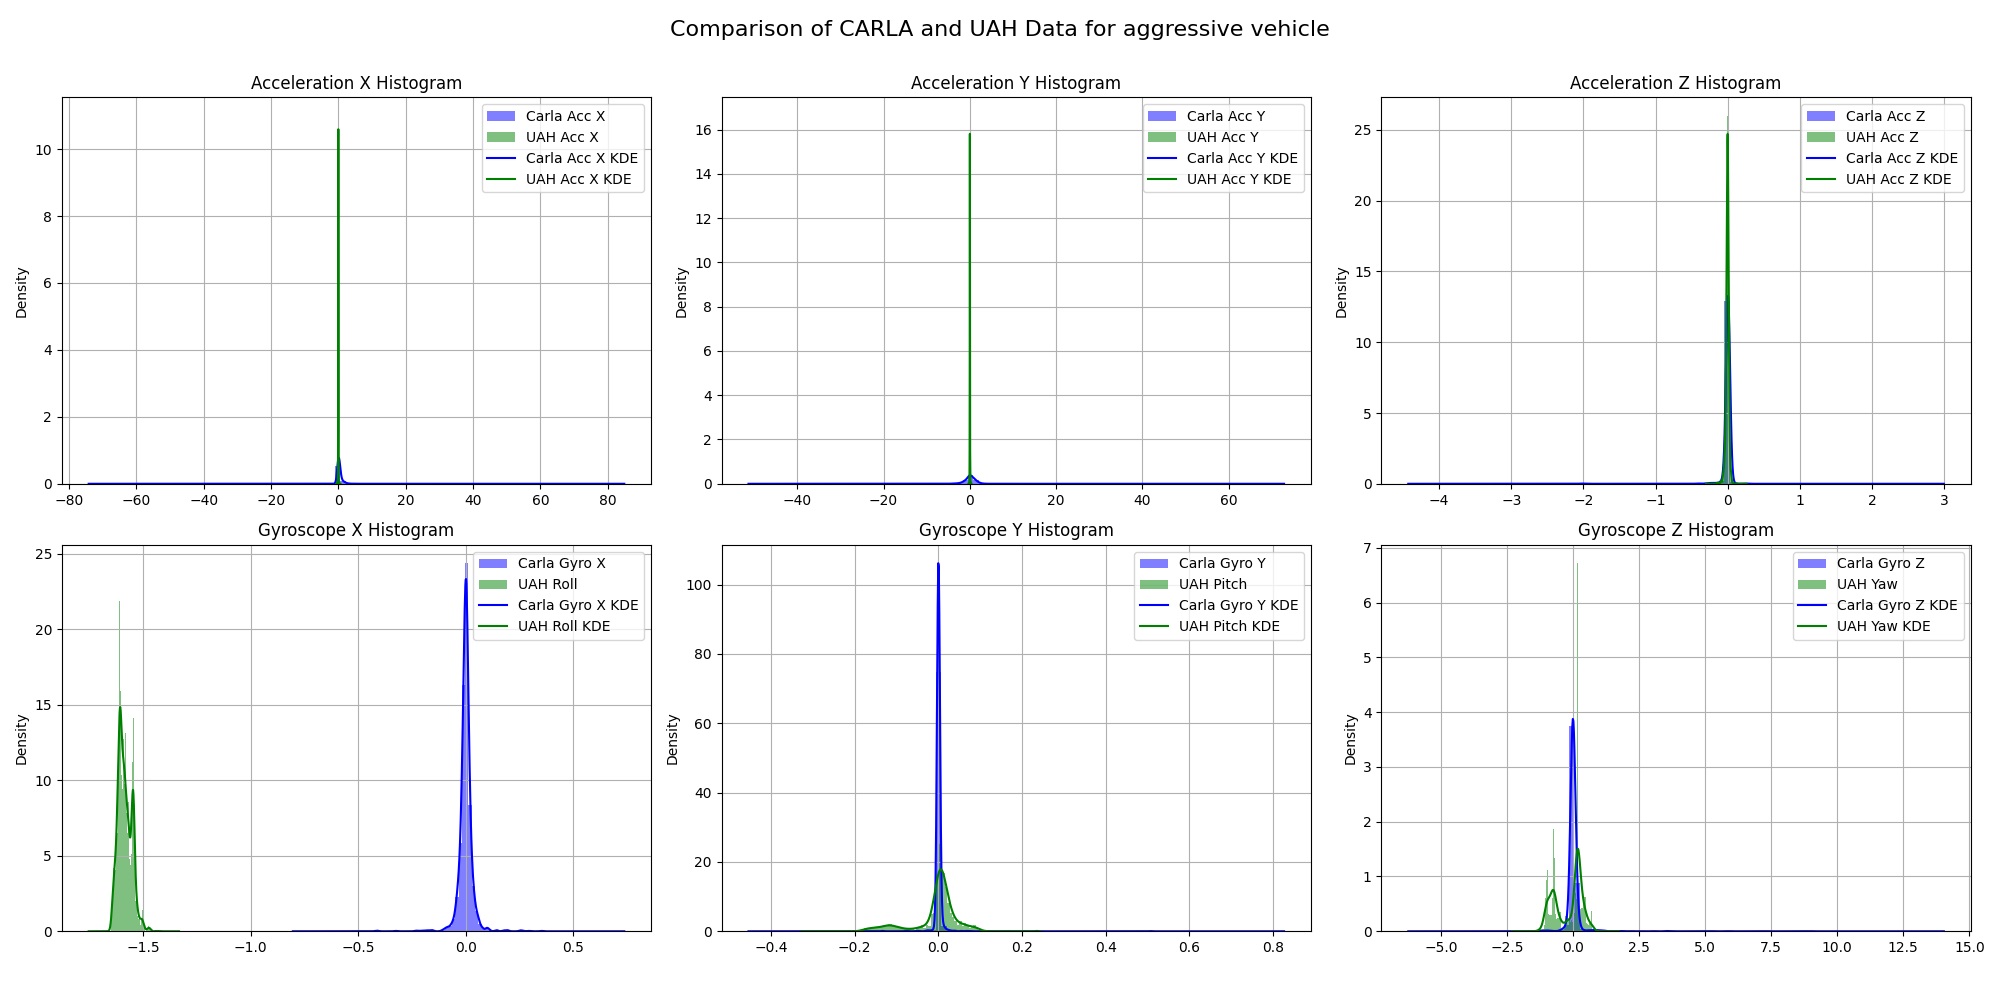 Comparison of CARLA and UAH Data for aggressive vehicle
Acceleration X Histogram
Density
10
8
6
4
2
0
−80 −60 −40 −20 0 20 40 60 80
Carla Acc X
UAH Acc X
Carla Acc X KDE
UAH Acc X KDE
Acceleration Y Histogram
Density
16
14
12
10
8
6
4
2
0
−40 −20 0 20 40 60
Carla Acc Y
UAH Acc Y
Carla Acc Y KDE
UAH Acc Y KDE
Acceleration Z Histogram
Density
25
20
15
10
5
0
−4 −3 −2 −1 0 1 2 3
Carla Acc Z
UAH Acc Z
Carla Acc Z KDE
UAH Acc Z KDE
Gyroscope X Histogram
Density
25
20
15
10
5
0
−1.5 −1.0 −0.5 0.0 0.5
Carla Gyro X
UAH Roll
Carla Gyro X KDE
UAH Roll KDE
Gyroscope Y Histogram
Density
100
80
60
40
20
0
−0.4 −0.2 0.0 0.2 0.4 0.6 0.8
Carla Gyro Y
UAH Pitch
Carla Gyro Y KDE
UAH Pitch KDE
Gyroscope Z Histogram
Density
7
6
5
4
3
2
1
0
−5.0 −2.5 0.0 2.5 5.0 7.5 10.0 12.5 15.0
Carla Gyro Z
UAH Yaw
Carla Gyro Z KDE
UAH Yaw KDE